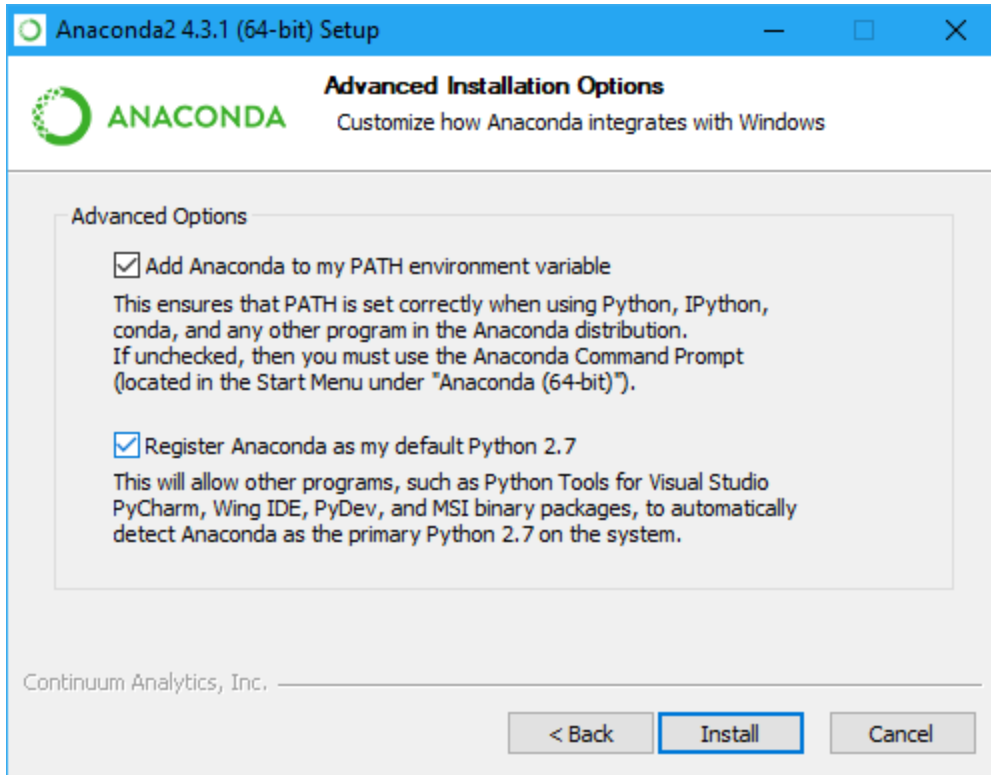 Anaconda2 4.3.1 (64-bit) Setup
ANACONDA
Advanced Installation Options
Customize how Anaconda integrates with Windows
Advanced Options
Add Anaconda to my PATH environment variable
This ensures that PATH is set correctly when using Python, IPython,
conda, and any other program in the Anaconda distribution.
If unchecked, then you must use the Anaconda Command Prompt
(located in the Start Menu under "Anaconda (64-bit)").
Register Anaconda as my default Python 2.7
This will allow other programs, such as Python Tools for Visual Studio
PyCharm, Wing IDE, PyDev, and MSI binary packages, to automatically
detect Anaconda as the primary Python 2.7 on the system.
Continuum Analytics, Inc.
< Back
Install
Cancel